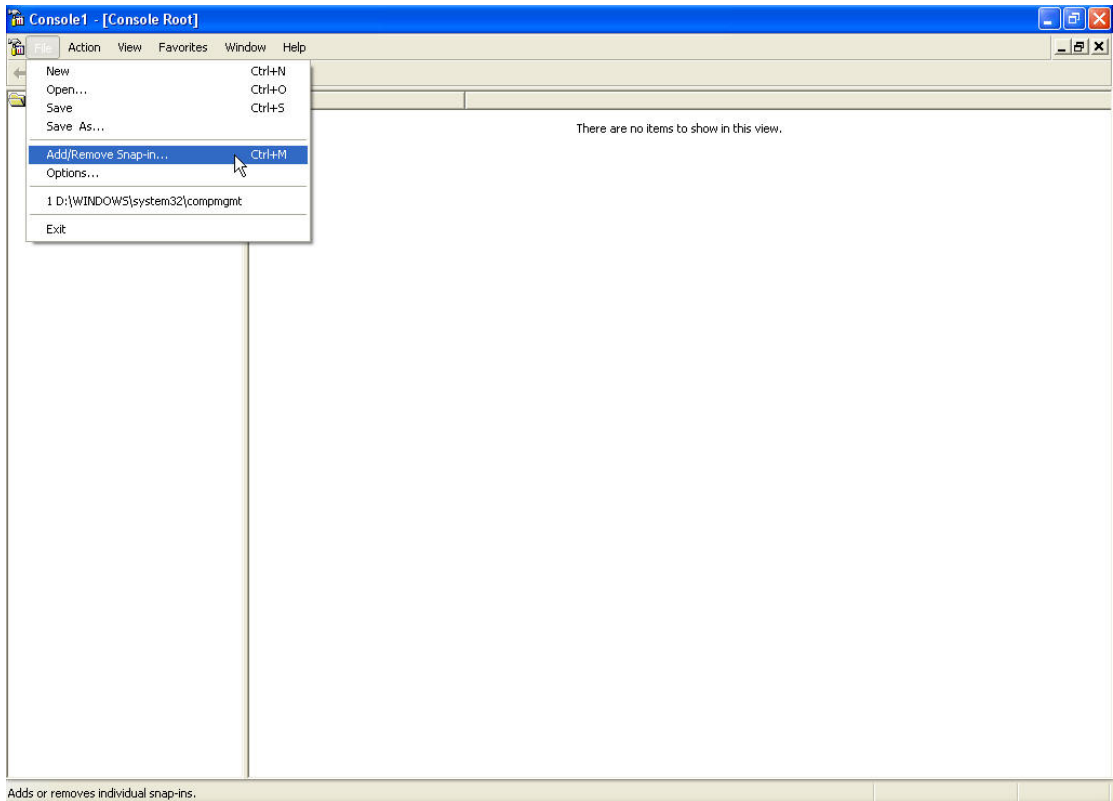 Console1 - [Console Root]
File Action View Favorites Window Help
New Ctrl+N
Open... Ctrl+O
Save Ctrl+S
Save As...
There are no items to show in this view.
Add/Remove Snap-in... Ctrl+M
Options...
1 D:\WINDOWS\system32\compmgmt
Exit
Adds or removes individual snap-ins.